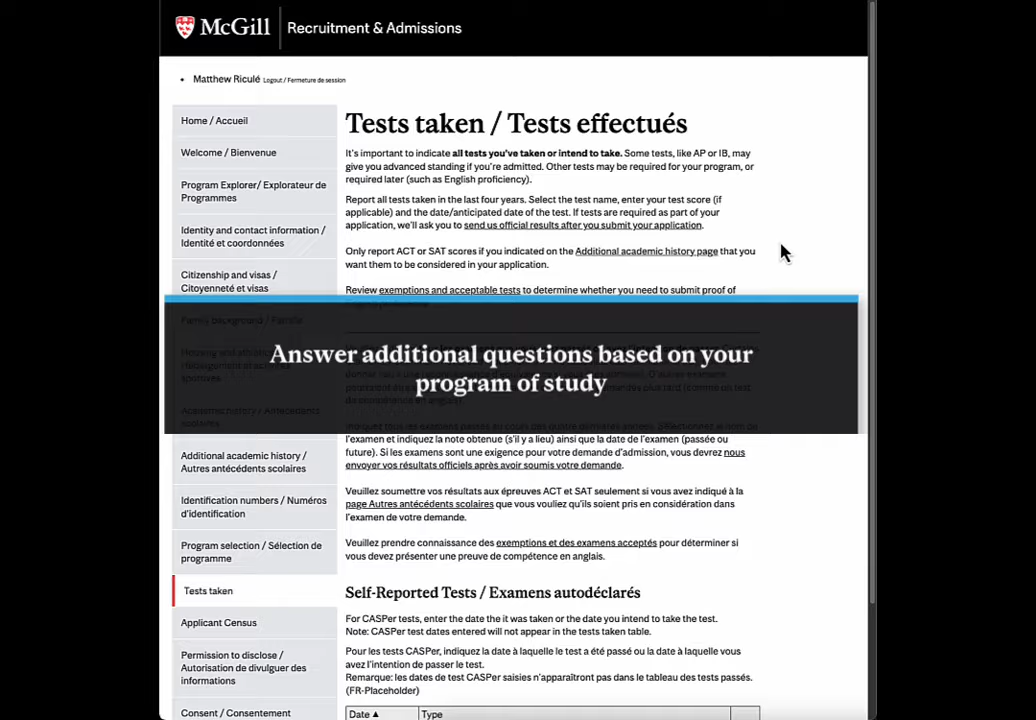 McGill
Recruitment & Admissions
Matthew Riculé Logout / Fermeture de session
Home / Accueil
Welcome / Bienvenue
Program Explorer/ Explorateur de
Programmes
Identity and contact information /
Identité et coordonnées
Citizenship and visas /
Citoyenneté et visas
Family background / Famille
Academic history / Antécédents
scolaires
Additional academic history /
Autres antécédents scolaires
Identification numbers / Numéros
d'identification
Program selection / Sélection de
programme
Tests taken
Applicant Census
Permission to disclose /
Autorisation de divulguer des
informations
Consent / Consentement
Tests taken / Tests effectués
It's important to indicate all tests you've taken or intend to take. Some tests, like AP or IB, may
give you advanced standing if you're admitted. Other tests may be required for your program, or
required later (such as English proficiency).
Report all tests taken in the last four years. Select the test name, enter your test score (if
applicable) and the date/anticipated date of the test. If tests are required as part of your
application, we'll ask you to send us official results after you submit your application.
Only report ACT or SAT scores if you indicated on the Additional academic history page that you
want them to be considered in your application.
Review exemptions and acceptable tests to determine whether you need to submit proof of
Answer additional questions based on your
program of study
l'examen et indiquez la note obtenue (s'il y a lieu) ainsi que la date de l'examen (passée ou
future). Si les examens sont une exigence pour votre demande d'admission, vous devrez nous
envoyer vos résultats officiels après avoir soumis votre demande.
Veuillez soumettre vos résultats aux épreuves ACT et SAT seulement si vous avez indiqué à la
page Autres antécédents scolaires que vous vouliez qu'ils soient pris en considération dans
l'examen de votre demande.
Veuillez prendre connaissance des exemptions et des examens acceptés pour déterminer si
vous devez présenter une preuve de compétence en anglais.
Self-Reported Tests / Examens autodéclarés
For CASPer tests, enter the date the it was taken or the date you intend to take the test.
Note: CASPer test dates entered will not appear in the tests taken table.
Pour les tests CASPer, indiquez la date à laquelle le test a été passé ou la date à laquelle vous
avez l'intention de passer le test.
Remarque: les dates de test CASPer saisies n'apparaîtront pas dans le tableau des tests passés.
(FR-Placeholder)
Date ▲ Type